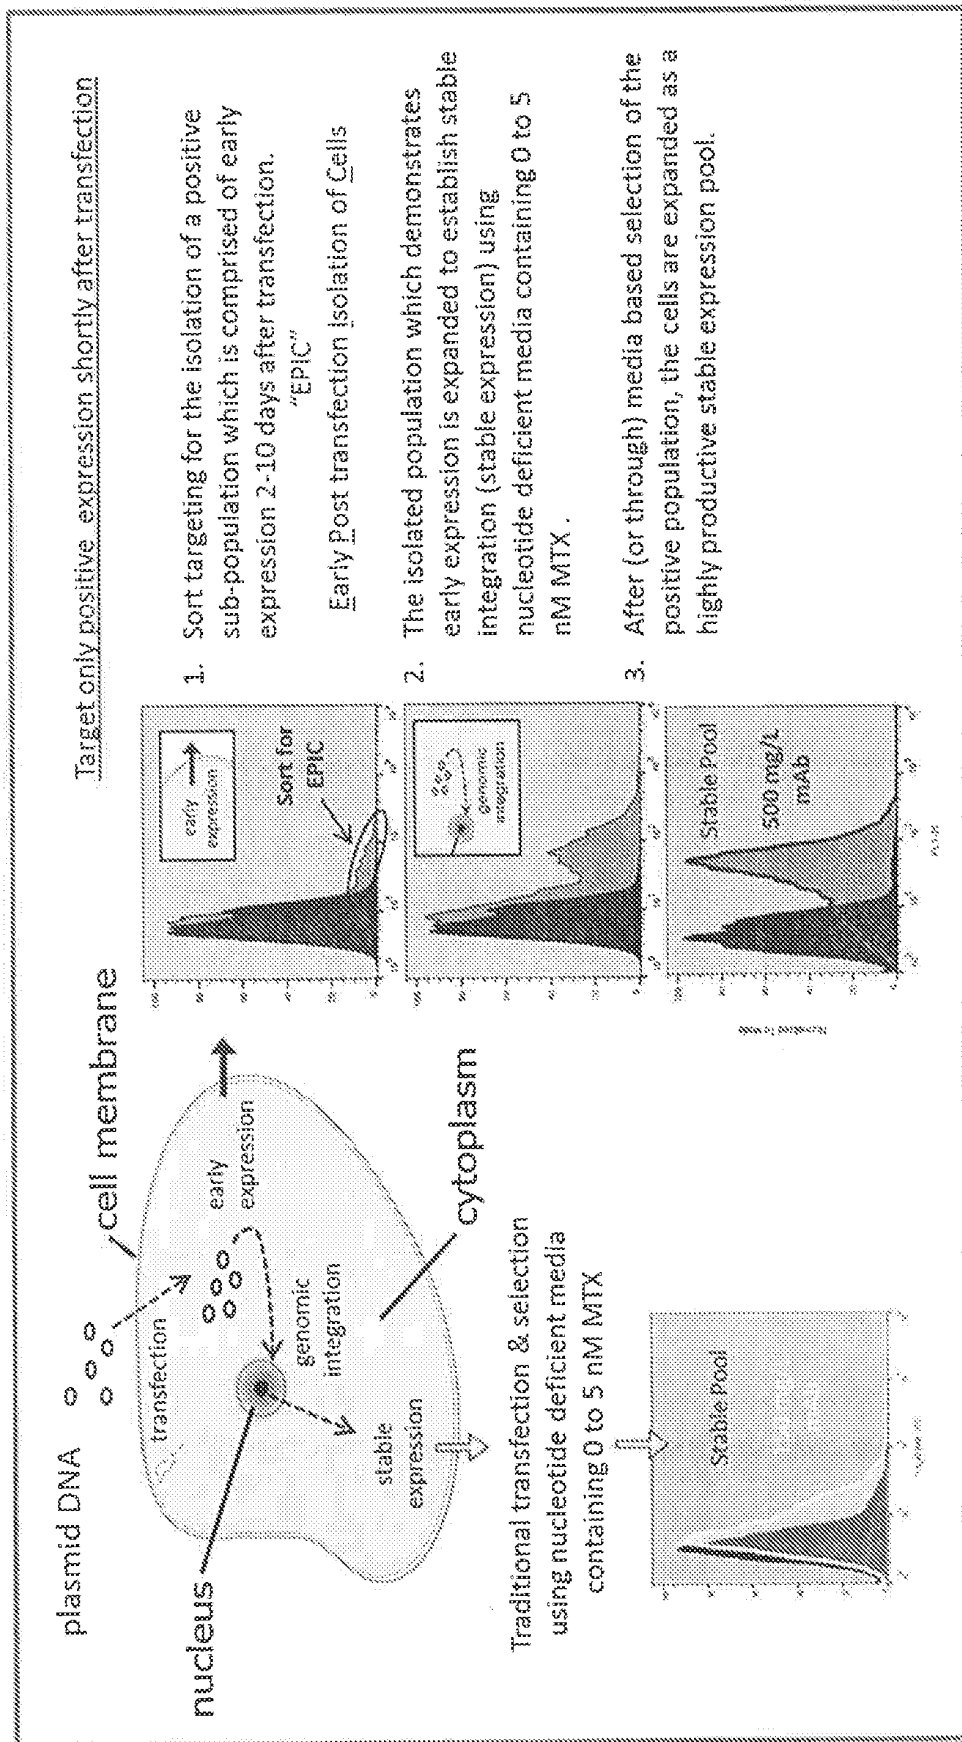 Target only positive expression shortly after transfection
plasmid DNA
cell membrane
transfection
early
expression
genomic
integration
nucleus
stable
expression
cytoplasm
Traditional transfection & selection
using nucleotide deficient media
containing 0 to 5 nM MTX
Stable Pool
early
expression
Sort for
EPIC
genomic
integration
Stable Pool
500 mg/L
mAb
1. Sort targeting for the isolation of a positive
sub-population which is comprised of early
expression 2-10 days after transfection.
"EPIC"
Early Post transfection Isolation of Cells
2. The isolated population which demonstrates
early expression is expanded to establish stable
integration (stable expression) using
nucleotide deficient media containing 0 to 5
nM MTX .
3. After (or through) media based selection of the
positive population, the cells are expanded as a
highly productive stable expression pool.